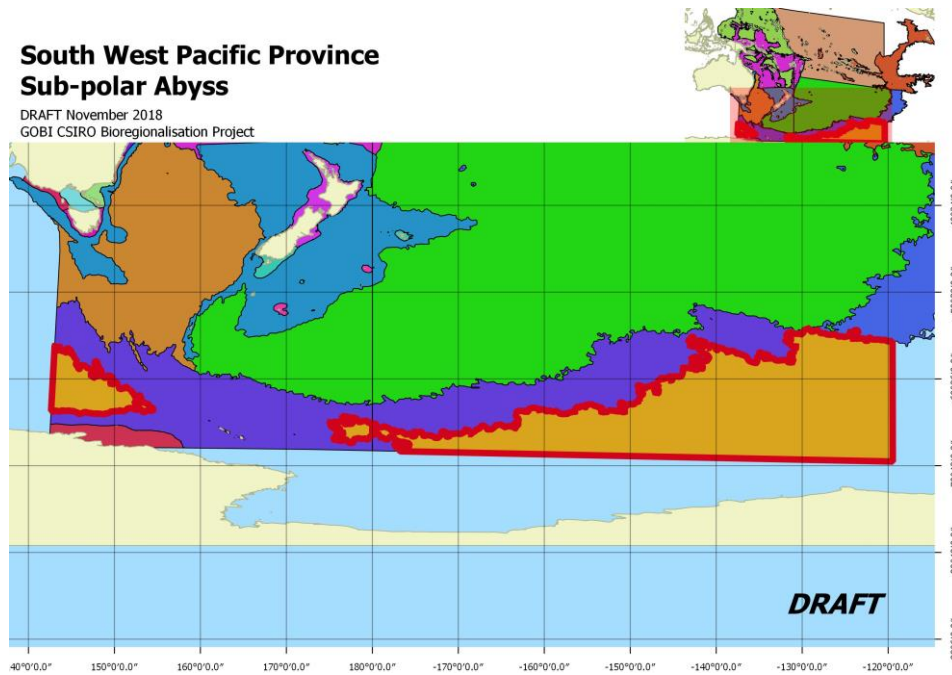 South West Pacific Province
Sub-polar Abyss
DRAFT November 2018
GOBI CSIRO Bioregionalisation Project
DRAFT
40°0'0.0" 150°0'0.0" 160°0'0.0" 170°0'0.0" 180°0'0.0" -170°0'0.0" -160°0'0.0" -150°0'0.0" -140°0'0.0" -130°0'0.0" -120°0'0.0"